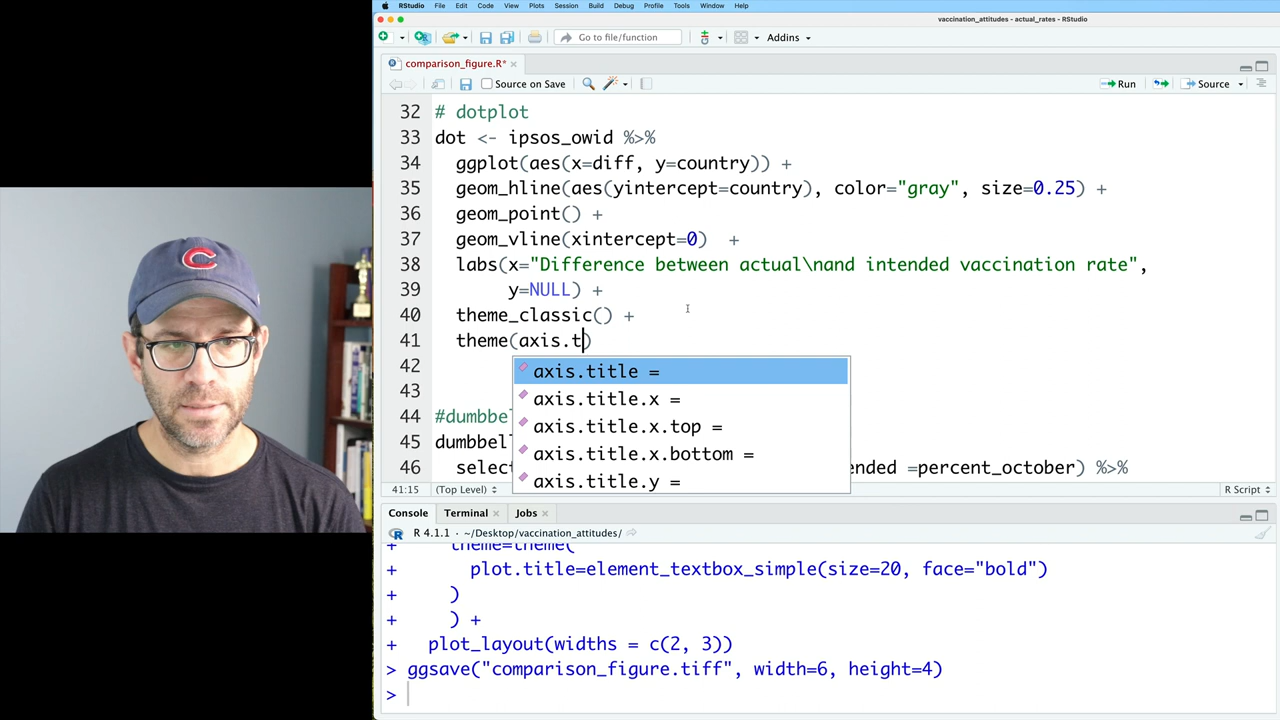 RStudio File Edit Code View Plots Session Build Debug Profile Tools Window Help
vaccination_attitudes - actual_rates - RStudio
Go to file/function Addins
comparison_figure.R*
Source on Save Run Source
32 # dotplot
33 dot <- ipsos_owid %>%
34 ggplot(aes(x=diff, y=country)) +
35 geom_hline(aes(yintercept=country), color="gray", size=0.25) +
36 geom_point() +
37 geom_vline(xintercept=0) +
38 labs(x="Difference between actual\nand intended vaccination rate",
39 y=NULL) +
40 theme_classic() +
41 theme(axis.t)
42 axis.title =
axis.title.x =
43
axis.title.x.top =
44 #dumbbe
45 dumbbell
axis.title.x.bottom =
46 select ended =percent_october) %>%
axis.title.y =
41:15 (Top Level) R Script
Console Terminal Jobs
R 4.1.1 · ~/Desktop/vaccination_attitudes/
+ theme=theme(
+ plot.title=element_textbox_simple(size=20, face="bold")
+ )
+ ) +
+ plot_layout(widths = c(2, 3))
> ggsave("comparison_figure.tiff", width=6, height=4)
>
C